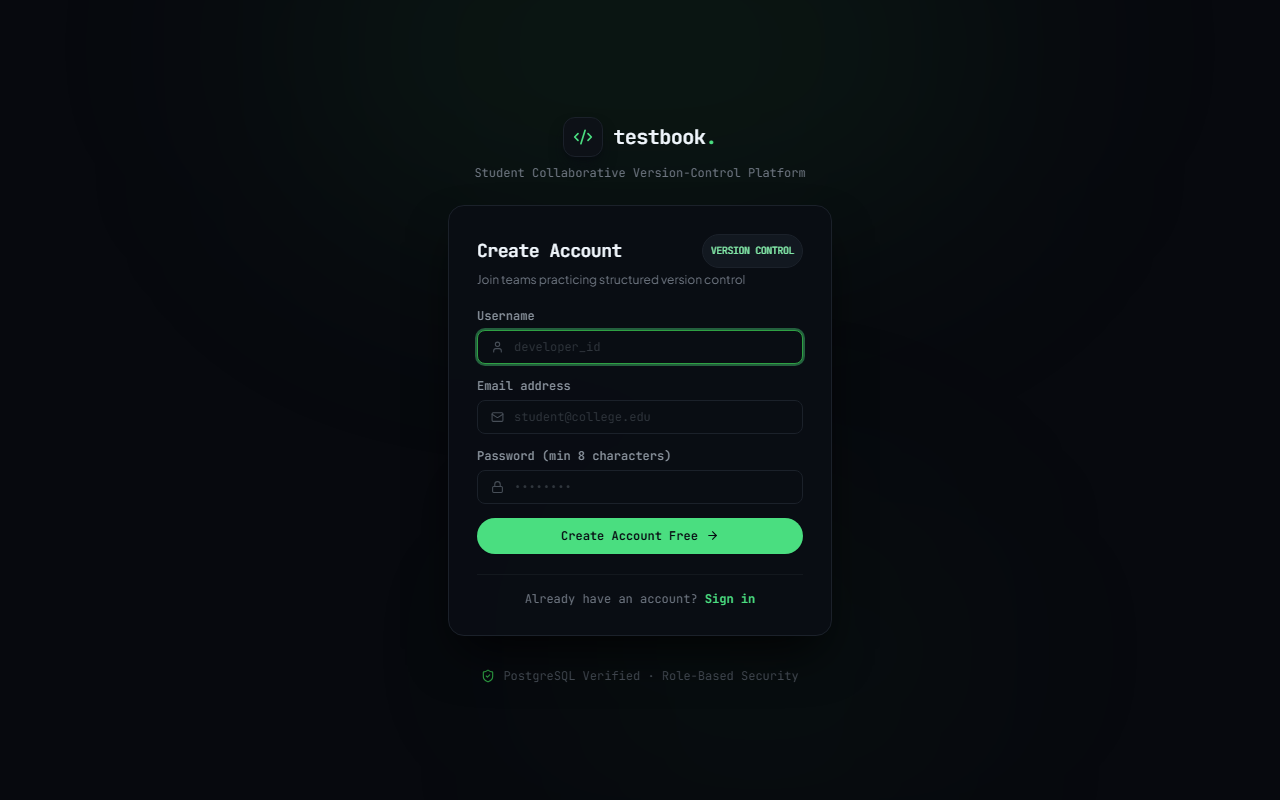 testbook.
Student Collaborative Version-Control Platform
Create Account
VERSION CONTROL
Join teams practicing structured version control
Username
developer_id
Email address
student@college.edu
Password (min 8 characters)
••••••••
Create Account Free →
Already have an account? Sign in
PostgreSQL Verified · Role-Based Security